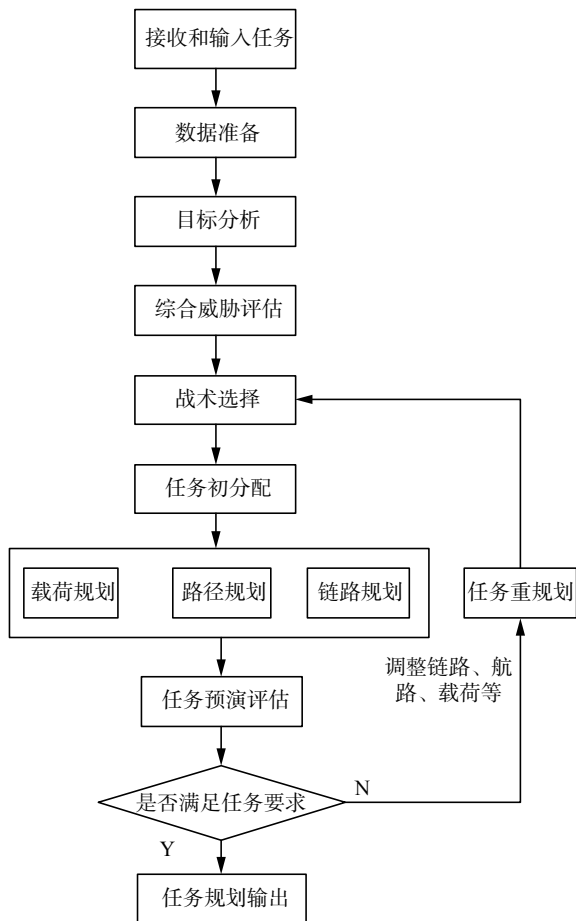 接收和输入任务
数据准备
目标分析
综合威胁评估
战术选择
任务初分配
载荷规划
路径规划
链路规划
任务重规划
调整链路、航
路、载荷等
任务预演评估
是否满足任务要求
N
Y
任务规划输出